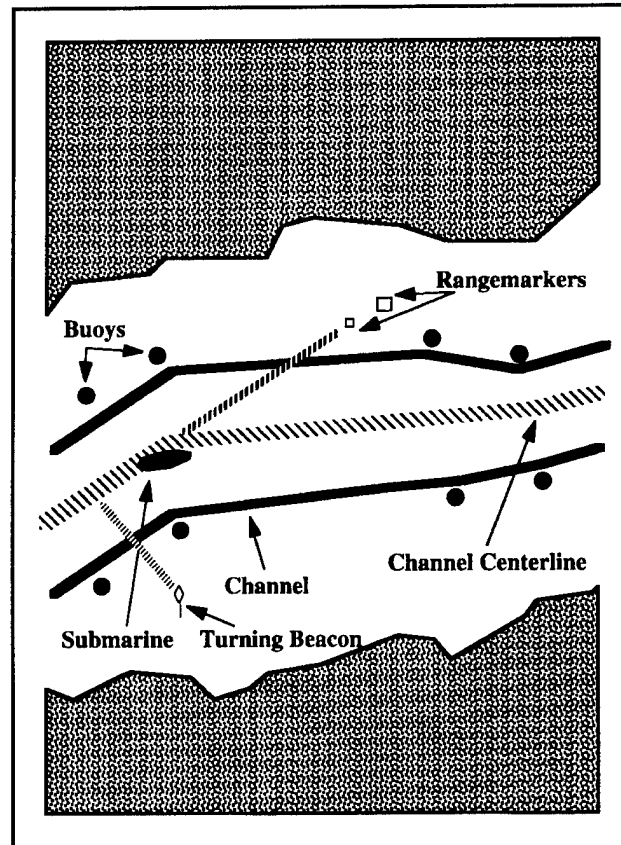 Rangemarkers
Buoys
Channel Centerline
Channel
Submarine
Turning Beacon